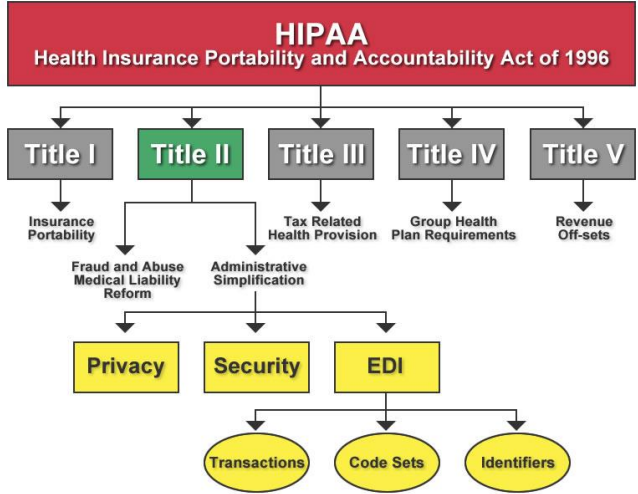 HIPAA
Health Insurance Portability and Accountability Act of 1996
Title I
Title II
Title III
Title IV
Title V
Insurance
Portability
Tax Related
Health Provision
Group Health
Plan Requirements
Revenue
Off-sets
Fraud and Abuse
Medical Liability
Reform
Administrative
Simplification
Privacy
Security
EDI
Transactions
Code Sets
Identifiers